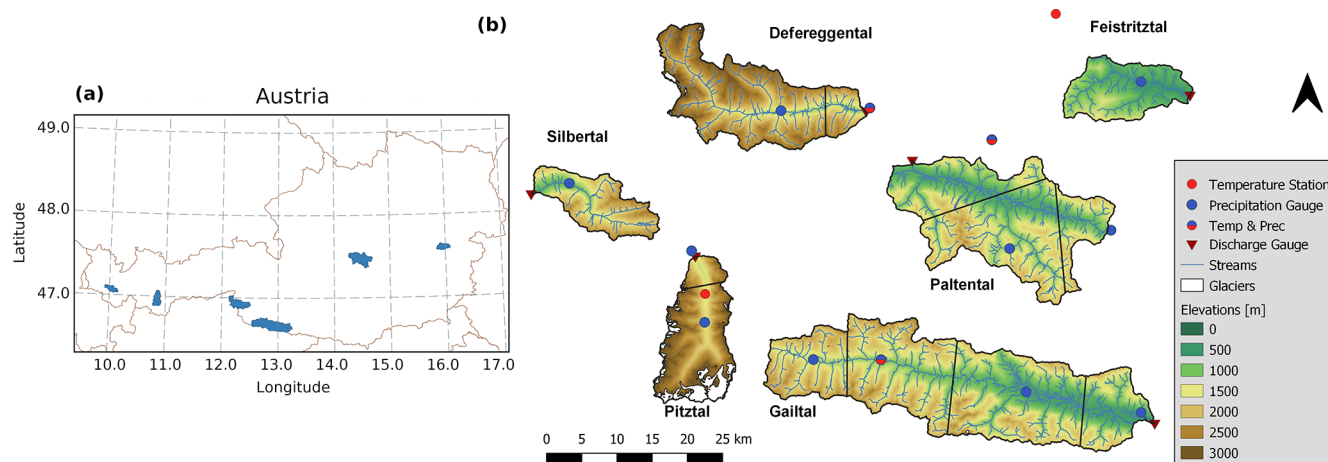 (a)
Austria
49.0
48.0
47.0
Latitude
10.0 11.0 12.0 13.0 14.0 15.0 16.0 17.0
Longitude
(b)
Defereggental
Feistritztal
Silbertal
Paltental
Pitztal
Gailtal
0 5 10 15 20 25 km
Temperature Station
Precipitation Gauge
Temp & Prec
Discharge Gauge
Streams
Glaciers
Elevations [m]
0
500
1000
1500
2000
2500
3000